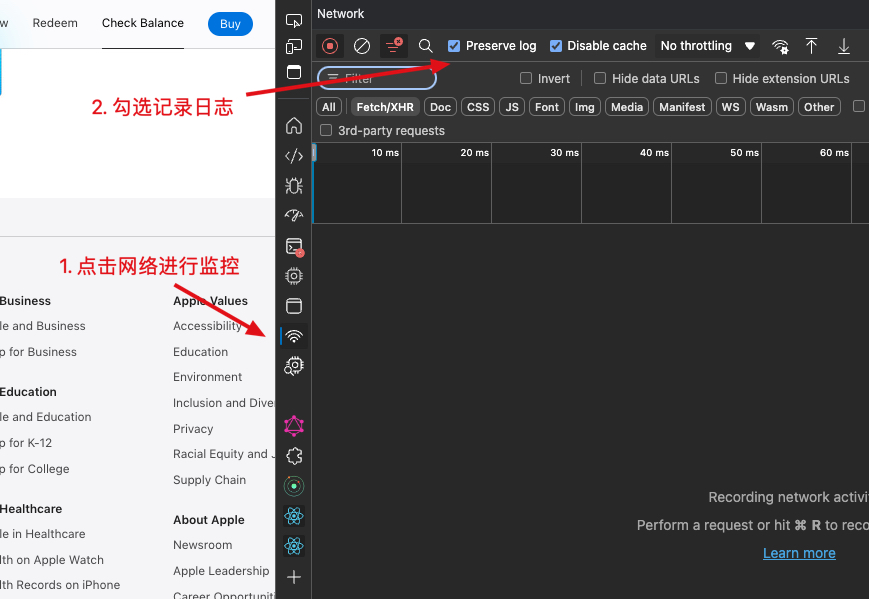 w Redeem Check Balance Buy
Business
le and Business
p for Business
Education
le and Education
p for K-12
p for College
Healthcare
le in Healthcare
lth on Apple Watch
lth Records on iPhone
Apple Values
Accessibility
Education
Environment
Inclusion and Dive
Privacy
Racial Equity and J
Supply Chain
About Apple
Newsroom
Apple Leadership
Career Opportuniti
2. 勾选记录日志
1. 点击网络进行监控
Network
Preserve log Disable cache No throttling
Filter Invert Hide data URLs Hide extension URLs
All Fetch/XHR Doc CSS JS Font Img Media Manifest WS Wasm Other
3rd-party requests
10 ms 20 ms 30 ms 40 ms 50 ms 60 ms
Recording network activi
Perform a request or hit ⌘ R to reco
Learn more